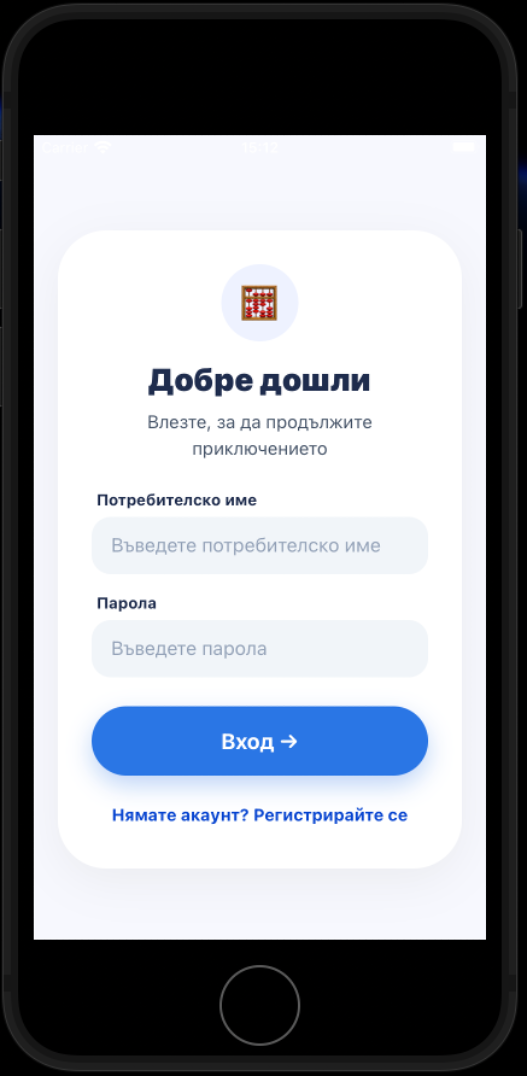 Добре дошли
Влезте, за да продължите
приключението
Потребителско име
Въведете потребителско име
Парола
Въведете парола
Вход →
Нямате акаунт? Регистрирайте се